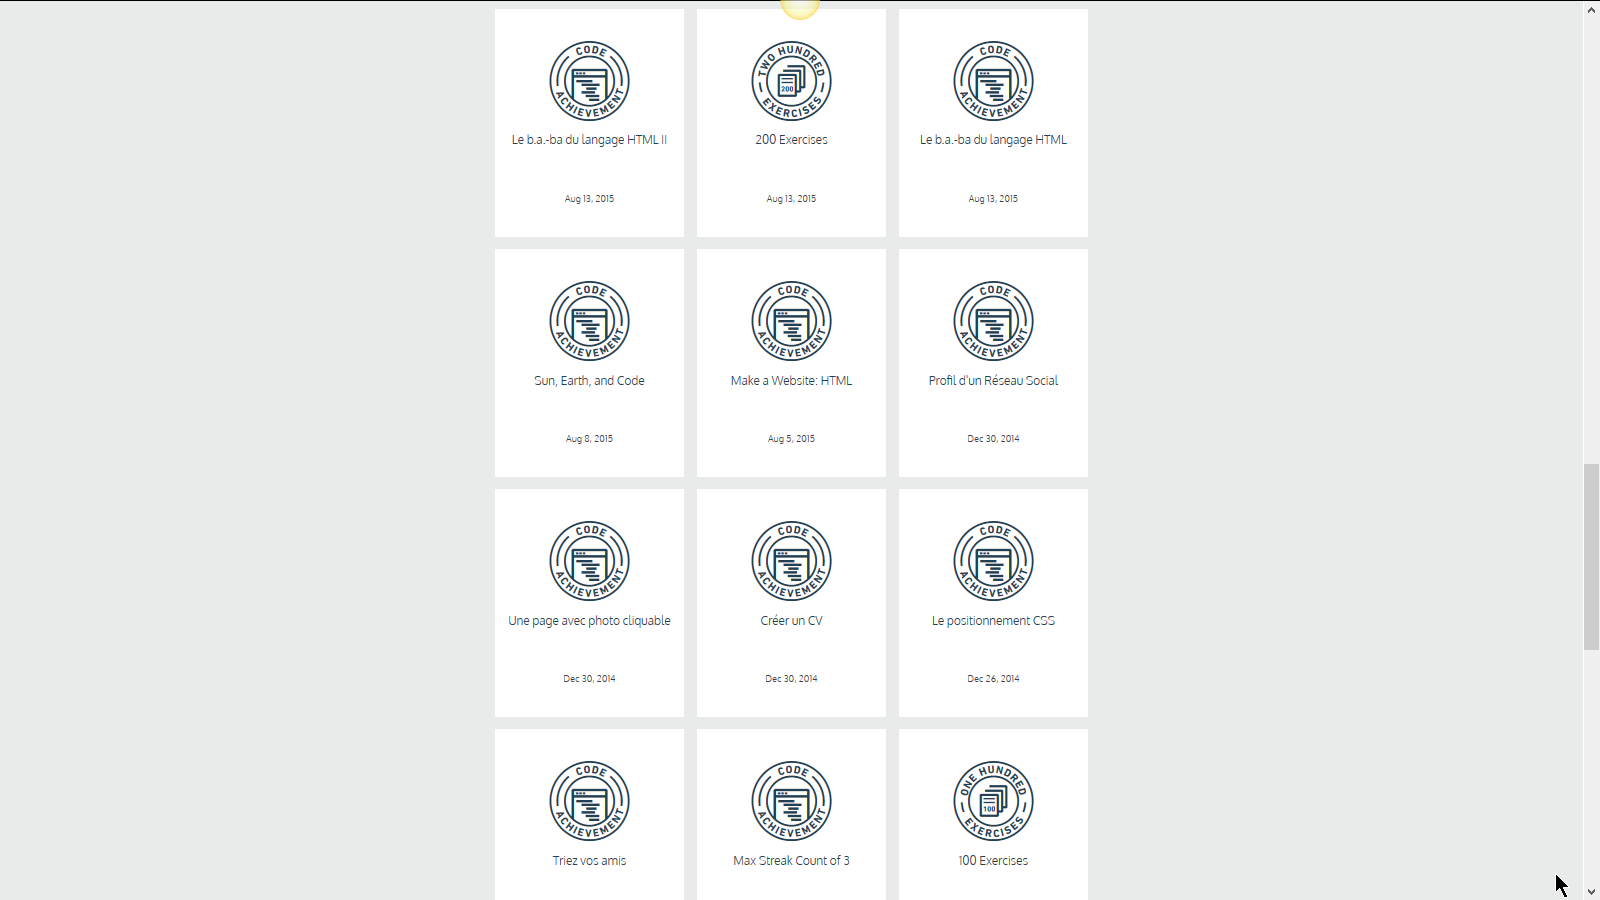 CODE ACHIEVEMENT
Le b.a.-ba du langage HTML II
Aug 13, 2015
TWO HUNDRED EXERCISES
200
200 Exercises
Aug 13, 2015
CODE ACHIEVEMENT
Le b.a.-ba du langage HTML
Aug 13, 2015
CODE ACHIEVEMENT
Sun, Earth, and Code
Aug 8, 2015
CODE ACHIEVEMENT
Make a Website: HTML
Aug 5, 2015
CODE ACHIEVEMENT
Profil d'un Réseau Social
Dec 30, 2014
CODE ACHIEVEMENT
Une page avec photo cliquable
Dec 30, 2014
CODE ACHIEVEMENT
Créer un CV
Dec 30, 2014
CODE ACHIEVEMENT
Le positionnement CSS
Dec 26, 2014
CODE ACHIEVEMENT
Triez vos amis
CODE ACHIEVEMENT
Max Streak Count of 3
ONE HUNDRED EXERCISES
100
100 Exercises